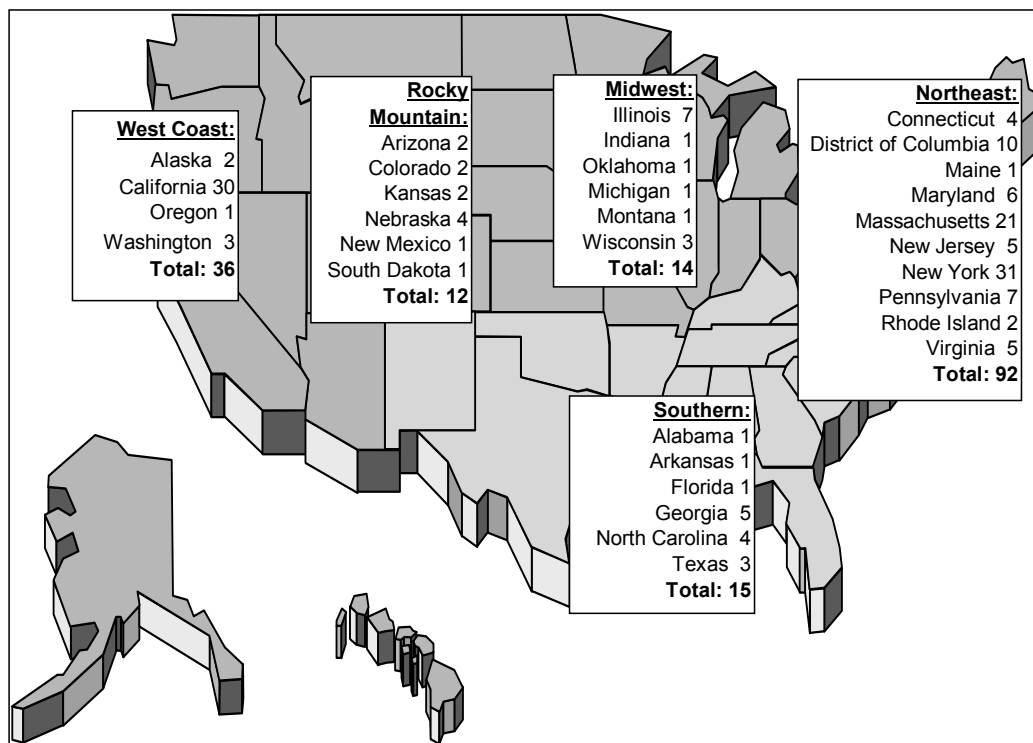 West Coast:
Alaska 2
California 30
Oregon 1
Washington 3
Total: 36
Rocky
Mountain:
Arizona 2
Colorado 2
Kansas 2
Nebraska 4
New Mexico 1
South Dakota 1
Total: 12
Midwest:
Illinois 7
Indiana 1
Oklahoma 1
Michigan 1
Montana 1
Wisconsin 3
Total: 14
Northeast:
Connecticut 4
District of Columbia 10
Maine 1
Maryland 6
Massachusetts 21
New Jersey 5
New York 31
Pennsylvania 7
Rhode Island 2
Virginia 5
Total: 92
Southern:
Alabama 1
Arkansas 1
Florida 1
Georgia 5
North Carolina 4
Texas 3
Total: 15